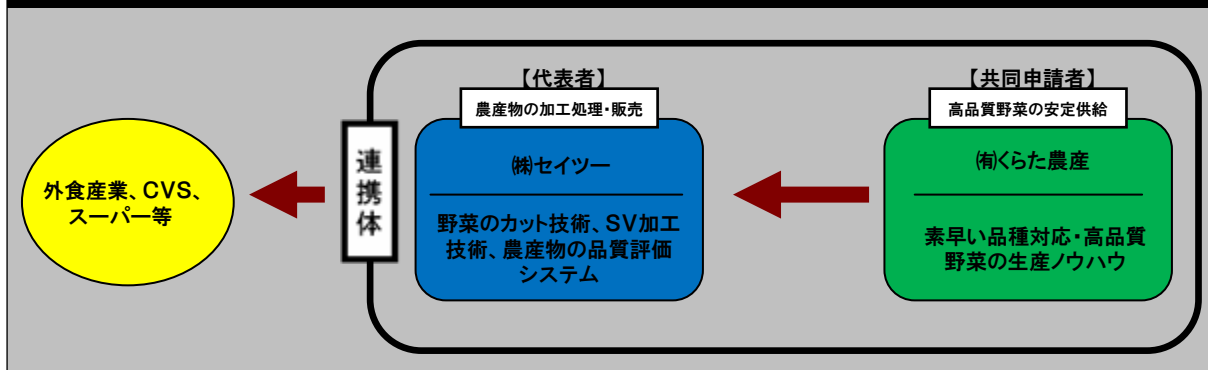 【代表者】
農産物の加工処理・販売
㈱セイツー
野菜のカット技術、SV加工
技術、農産物の品質評価
システム
【共同申請者】
高品質野菜の安定供給
㈲くらた農産
素早い品種対応・高品質
野菜の生産ノウハウ
連携体
外食産業、CVS、
スーパー等